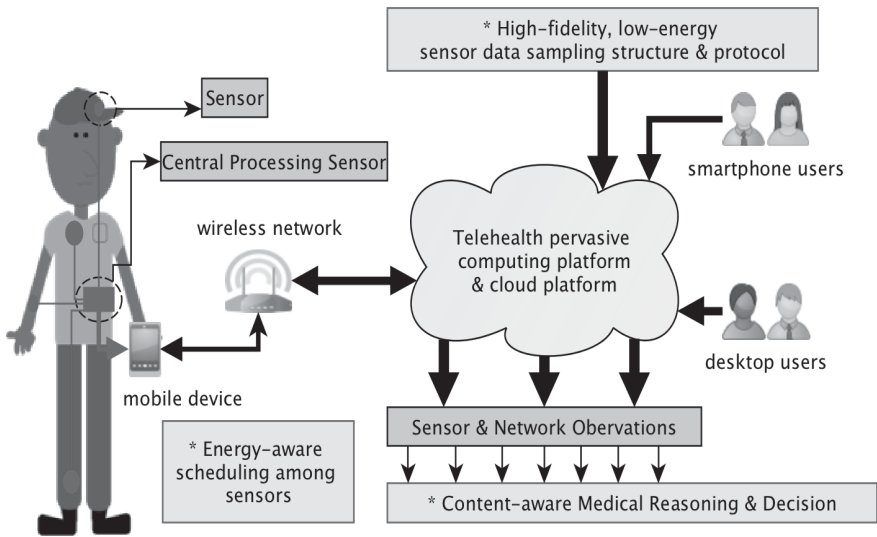 * High-fidelity, low-energy
sensor data sampling structure & protocol
Sensor
Central Processing Sensor
smartphone users
wireless network
Telehealth pervasive
computing platform
& cloud platform
desktop users
mobile device
Sensor & Network Obervations
* Energy-aware
scheduling among
sensors
* Content-aware Medical Reasoning & Decision